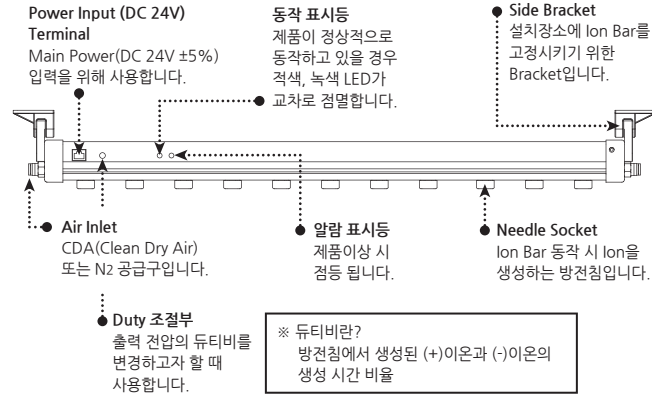 Power Input (DC 24V)
Terminal
Main Power(DC 24V ±5%)
입력을 위해 사용합니다.
동작 표시등
제품이 정상적으로
동작하고 있을 경우
적색, 녹색 LED가
교차로 점멸합니다.
Side Bracket
설치장소에 Ion Bar를
고정시키기 위한
Bracket입니다.
Air Inlet
CDA(Clean Dry Air)
또는 N2 공급구입니다.
알람 표시등
제품이상 시
점등 됩니다.
Needle Socket
Ion Bar 동작 시 Ion을
생성하는 방전침입니다.
Duty 조절부
출력 전압의 듀티비를
변경하고자 할 때
사용합니다.
※ 듀티비란?
방전침에서 생성된 (+)이온과 (-)이온의
생성 시간 비율